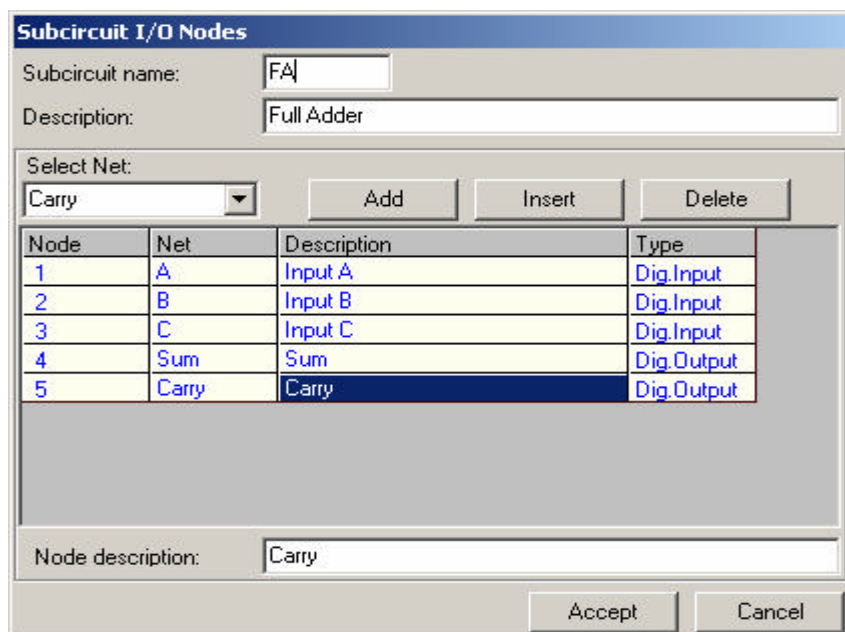 Subcircuit I/O Nodes
Subcircuit name: FA
Description: Full Adder
Select Net:
Carry Add Insert Delete
Node Net Description Type
1 A Input A Dig.Input
2 B Input B Dig.Input
3 C Input C Dig.Input
4 Sum Sum Dig.Output
5 Carry Carry Dig.Output
Node description: Carry
Accept Cancel